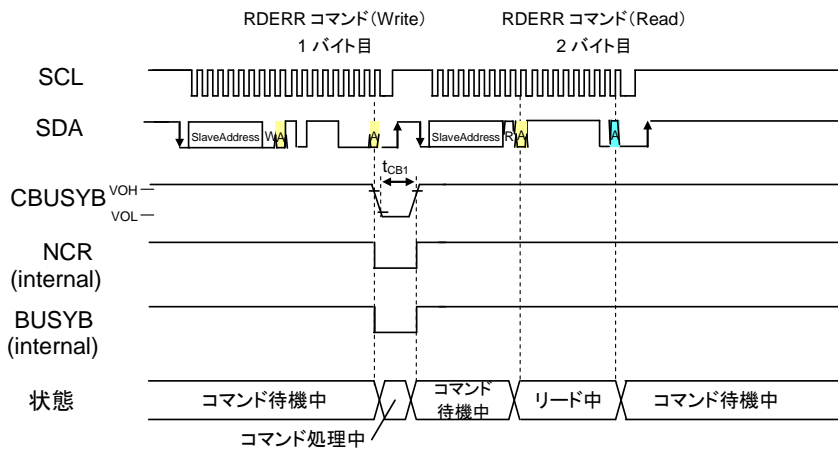 RDERR コマンド（Write） RDERR コマンド（Read）
1 バイト目 2 バイト目
SCL
SDA SlaveAddress W A A SlaveAddress R A A
tCB1
CBUSYB VOH
VOL
NCR
(internal)
BUSYB
(internal)
状態 コマンド待機中 コマンド待機中 リード中 コマンド待機中
コマンド処理中